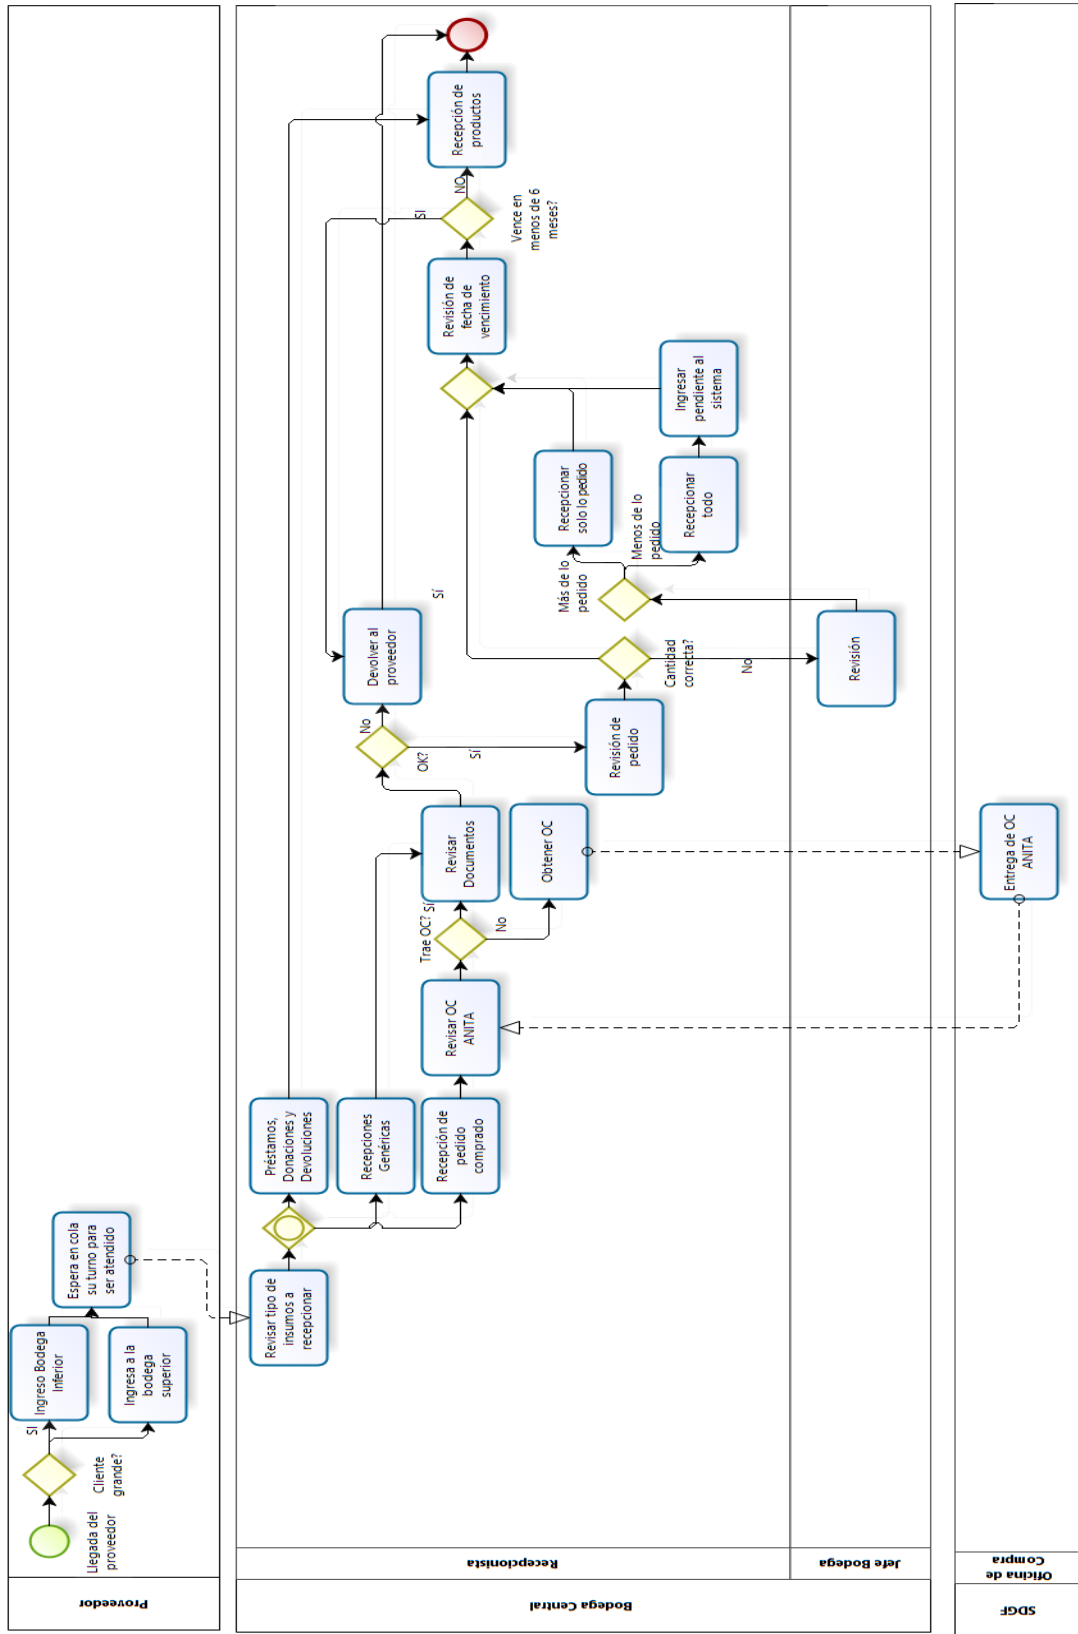 Proveedor
Llegada del
proveedor
Cliente
grande?
SI
Ingreso Bodega
Inferior
Ingresa a la
bodega
superior
Espera en cola
su turno para
ser atendido
Bodega Central
Recepcionista
Jefe Bodega
Revisar tipo de
insumos a
recepcionar
Préstamos,
Donaciones y
Devoluciones
Recepciones
Genéricas
Recepción de
pedido
comprado
Revisar OC
ANITA
Trae OC?
Sí
No
Revisar
Documentos
Obtener OC
OK?
No
Sí
Devolver al
proveedor
Revisión de
pedido
Cantidad
correcta?
Sí
No
Revisión
Más de lo
pedido
Menos de lo
pedido
Recepcionar
solo lo pedido
Recepcionar
todo
Ingresar
pendiente al
sistema
Revisión de
fecha de
vencimiento
Vence en
menos de 6
meses?
SI
NO
Recepción de
productos
SDGF
Oficina de
Compra
Entrega de OC
ANITA